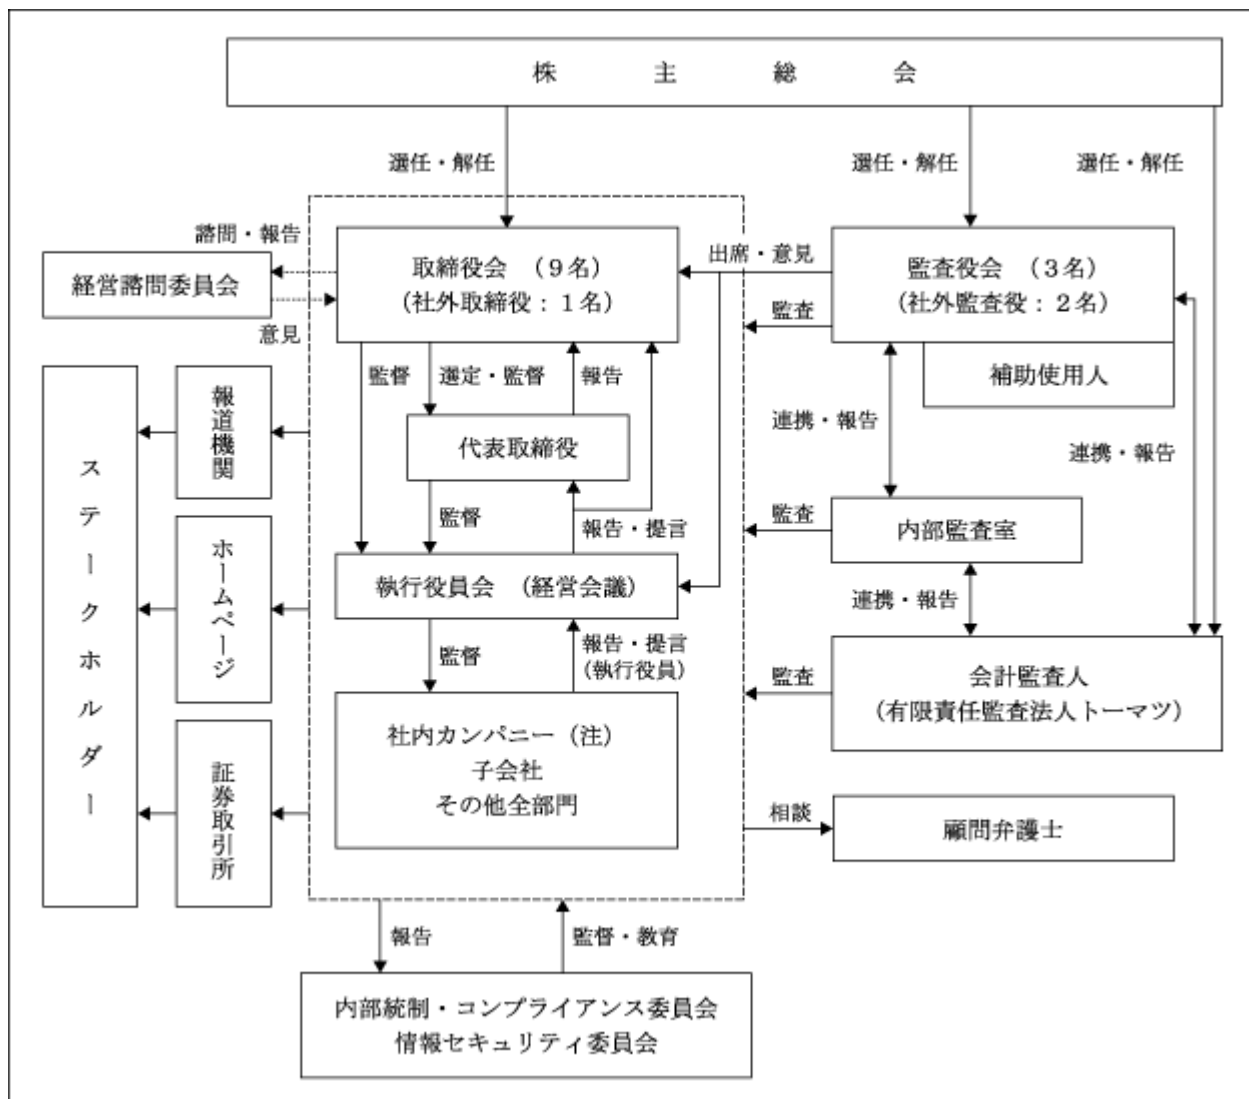 株主総会
選任・解任
選任・解任
選任・解任
諮問・報告
経営諮問委員会
意見
取締役会 (9名)
(社外取締役:1名)
出席・意見
監査
監査役会 (3名)
(社外監査役:2名)
補助使用人
監督
選定・監督
報告
代表取締役
連携・報告
連携・報告
監督
報告・提言
監査
内部監査室
執行役員会 (経営会議)
連携・報告
監督
報告・提言
(執行役員)
監査
会計監査人
(有限責任監査法人トーマツ)
社内カンパニー(注)
子会社
その他全部門
相談
顧問弁護士
ステークホルダー
報道機関
ホームページ
証券取引所
報告
監督・教育
内部統制・コンプライアンス委員会
情報セキュリティ委員会